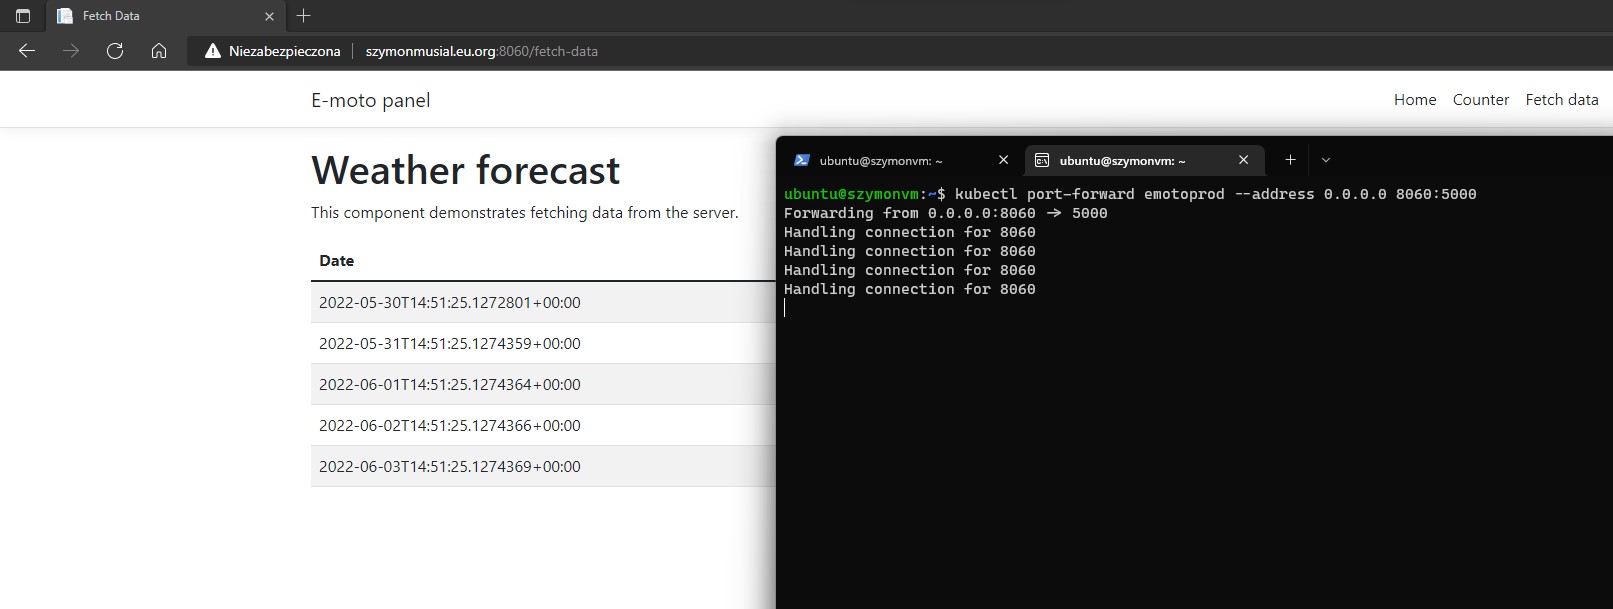 Fetch Data
Niezabezpieczona szymonmusial.eu.org:8060/fetch-data
E-moto panel
Home Counter Fetch data
Weather forecast
This component demonstrates fetching data from the server.
Date
2022-05-30T14:51:25.1272801+00:00
2022-05-31T14:51:25.1274359+00:00
2022-06-01T14:51:25.1274364+00:00
2022-06-02T14:51:25.1274366+00:00
2022-06-03T14:51:25.1274369+00:00
ubuntu@szymonvm: ~ ubuntu@szymonvm: ~
ubuntu@szymonvm:~$ kubectl port-forward emotoprod --address 0.0.0.0 8060:5000
Forwarding from 0.0.0.0:8060 -> 5000
Handling connection for 8060
Handling connection for 8060
Handling connection for 8060
Handling connection for 8060